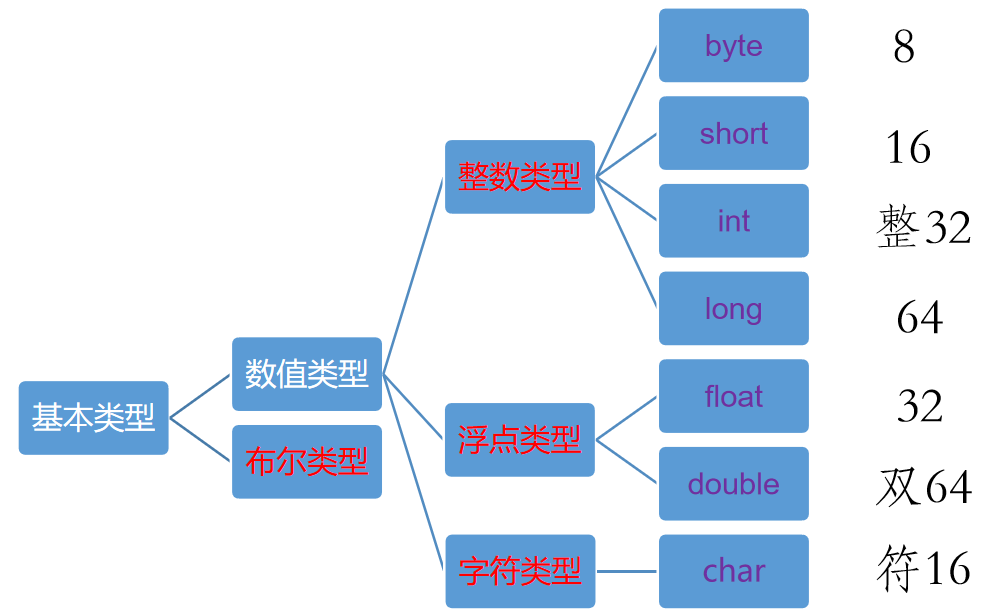 byte 8
short 16
整数类型
int 整32
long 64
数值类型
基本类型
float 32
布尔类型
浮点类型
double 双64
字符类型
char 符16